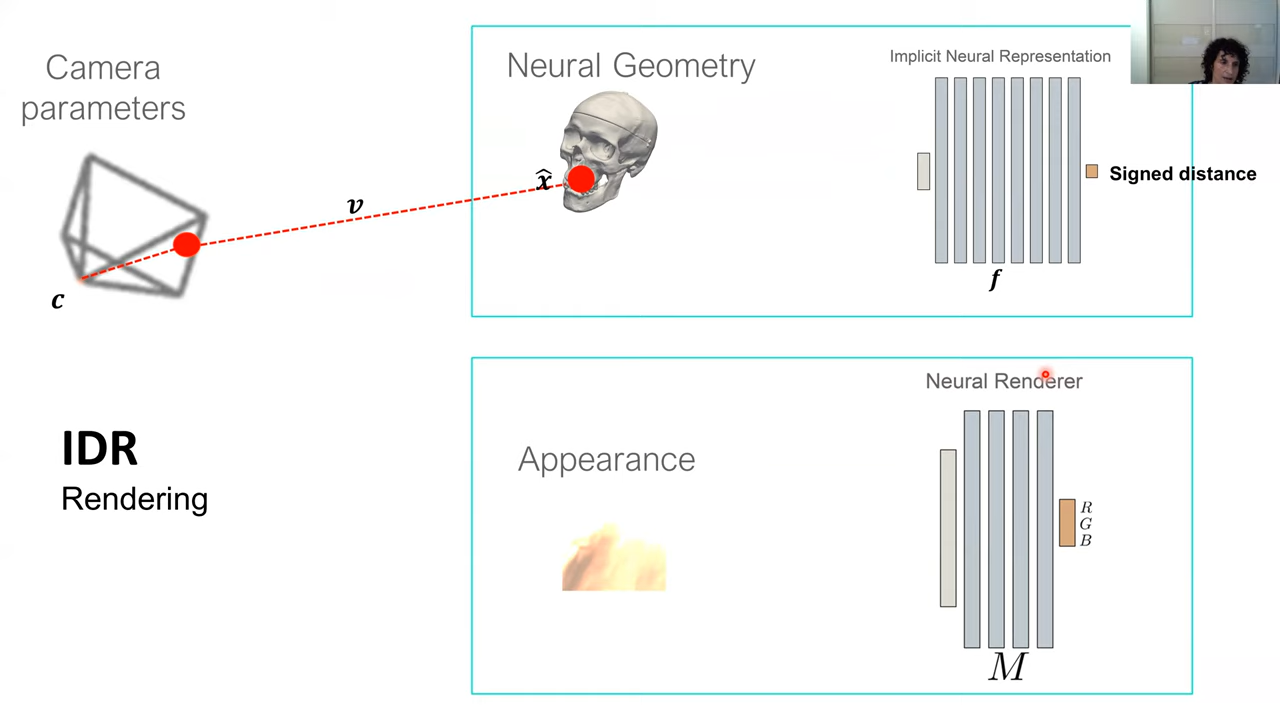 Camera
parameters
c
v
Neural Geometry
x̂
Implicit Neural Representation
Signed distance
f
IDR
Rendering
Appearance
Neural Renderer
R
G
B
M